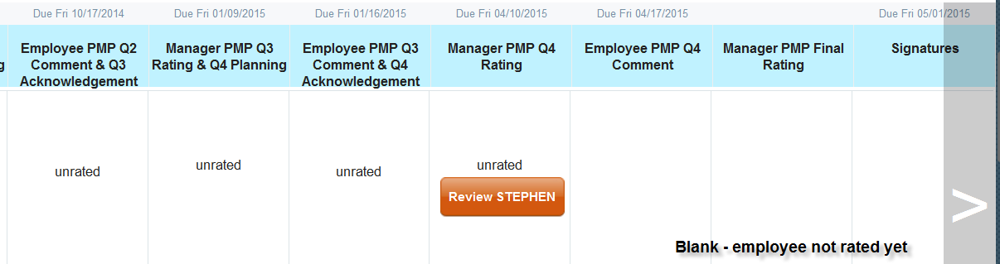 Due Fri 10/17/2014 Due Fri 01/09/2015 Due Fri 01/16/2015 Due Fri 04/10/2015 Due Fri 04/17/2015 Due Fri 05/01/2015
g
Employee PMP Q2
Comment & Q3
Acknowledgement
Manager PMP Q3
Rating & Q4 Planning
Employee PMP Q3
Comment & Q4
Acknowledgement
Manager PMP Q4
Rating
Employee PMP Q4
Comment
Manager PMP Final
Rating
Signatures
unrated
unrated
unrated
unrated
Review STEPHEN
>
Blank - employee not rated yet